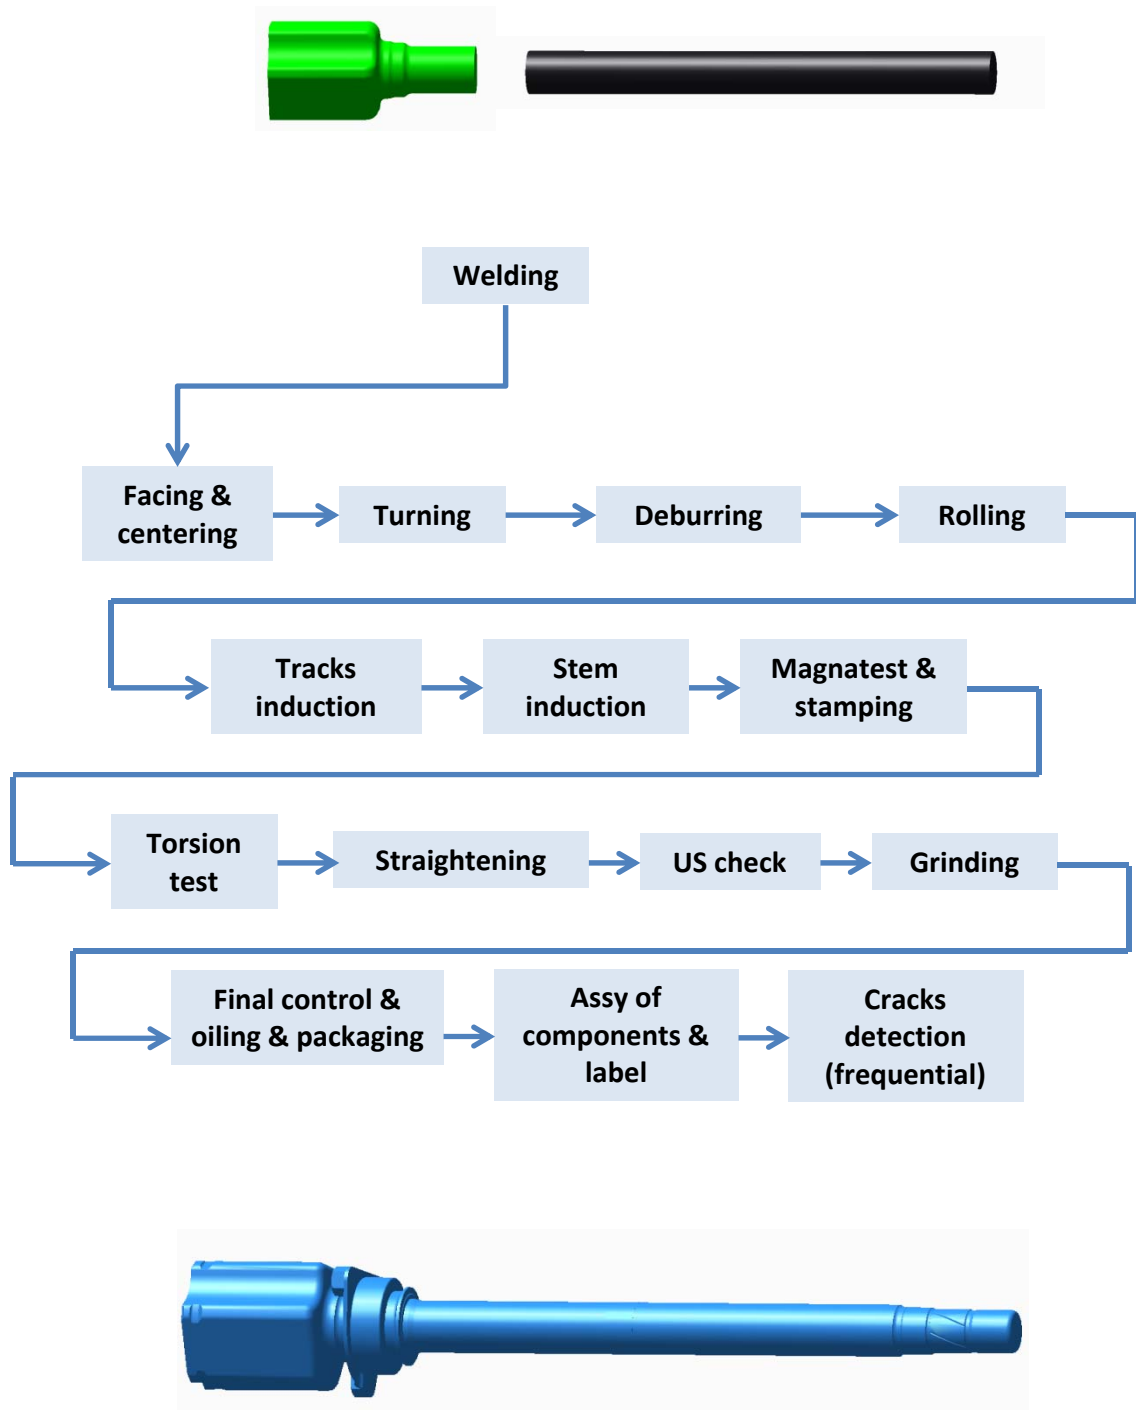 Welding
Facing &
centering
Turning
Deburring
Rolling
Tracks
induction
Stem
induction
Magnatest &
stamping
Torsion
test
Straightening
US check
Grinding
Final control &
oiling & packaging
Assy of
components &
label
Cracks
detection
(frequential)